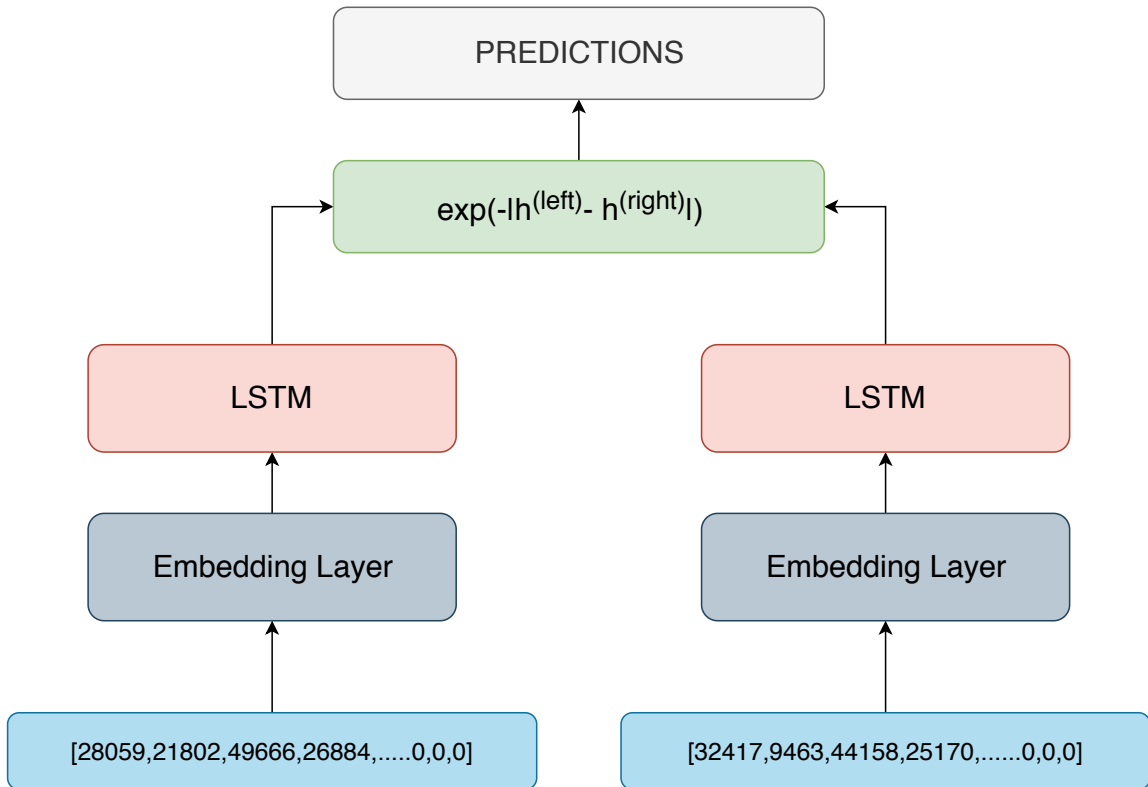 PREDICTIONS
exp(-|h^(left)- h^(right)|)
LSTM
LSTM
Embedding Layer
Embedding Layer
[28059,21802,49666,26884,.....0,0,0]
[32417,9463,44158,25170,......0,0,0]